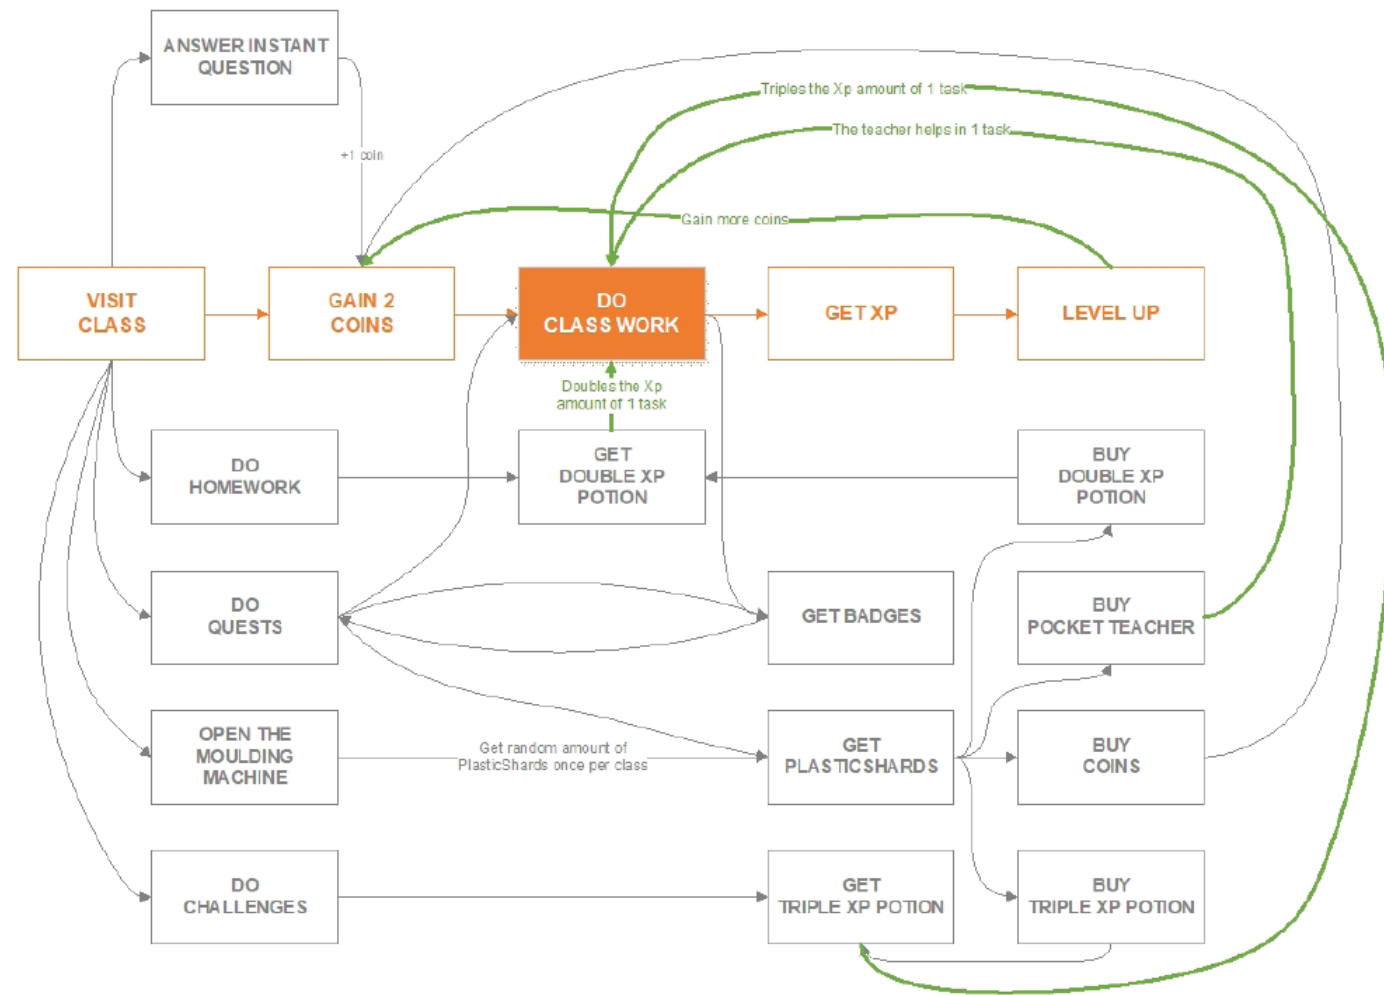 ANSWER INSTANT
QUESTION
Triples the Xp amount of 1 task
The teacher helps in 1 task
+1 coin
Gain more coins
VISIT
CLASS
GAIN 2
COINS
DO
CLASS WORK
GET XP
LEVEL UP
Doubles the Xp
amount of 1 task
DO
HOMEWORK
GET
DOUBLE XP
POTION
BUY
DOUBLE XP
POTION
DO
QUESTS
GET BADGES
BUY
POCKET TEACHER
OPEN THE
MOULDING
MACHINE
Get random amount of
PlasticShards once per class
GET
PLASTICSHARDS
BUY
COINS
DO
CHALLENGES
GET
TRIPLE XP POTION
BUY
TRIPLE XP POTION